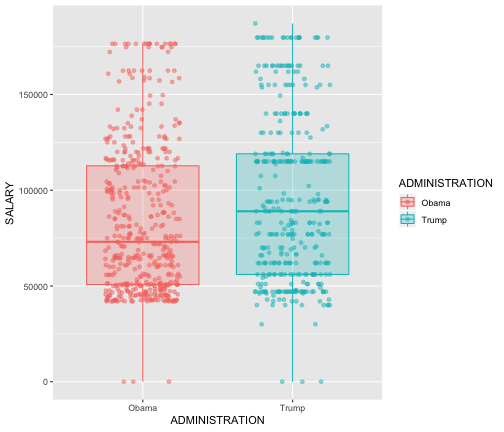 150000
100000
50000
0
SALARY
Obama
Trump
ADMINISTRATION
ADMINISTRATION
Obama
Trump